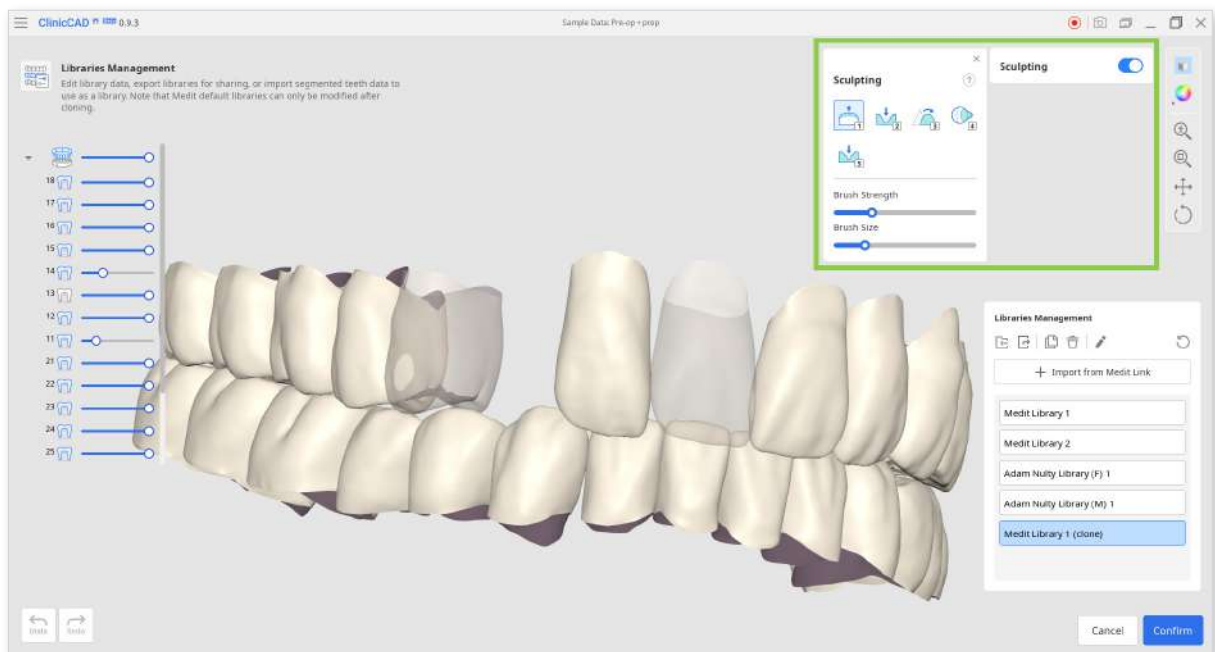 ClinicCAD 0.9.3
Sample Data: Pre-op + prep
Libraries Management
Edit library data, export libraries for sharing, or import segmented teeth data to
use as a library. Note that Medit default libraries can only be modified after
cloning.
18
17
16
15
14
13
12
11
21
22
23
24
25
Sculpting
?
1
2
3
4
5
Brush Strength
Brush Size
Sculpting
Libraries Management
+ Import from Medit Link
Medit Library 1
Medit Library 2
Adam Nulty Library (F) 1
Adam Nulty Library (M) 1
Medit Library 1 (clone)
Undo
Redo
Cancel
Confirm